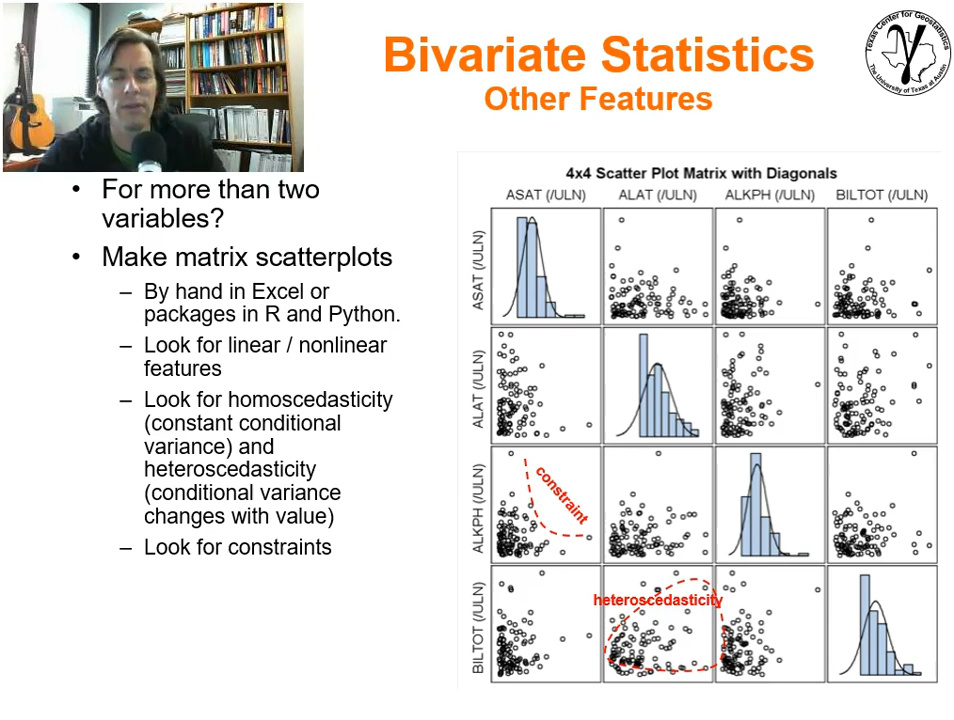 Bivariate Statistics
Other Features
Texas Center for Geostatistics
The University of Texas at Austin
• For more than two
variables?
• Make matrix scatterplots
– By hand in Excel or
packages in R and Python.
– Look for linear / nonlinear
features
– Look for homoscedasticity
(constant conditional
variance) and
heteroscedasticity
(conditional variance
changes with value)
– Look for constraints
4x4 Scatter Plot Matrix with Diagonals
ASAT (/ULN) ALAT (/ULN) ALKPH (/ULN) BILTOT (/ULN)
ASAT (/ULN)
ALAT (/ULN)
ALKPH (/ULN)
constraint
BILTOT (/ULN)
heteroscedasticity